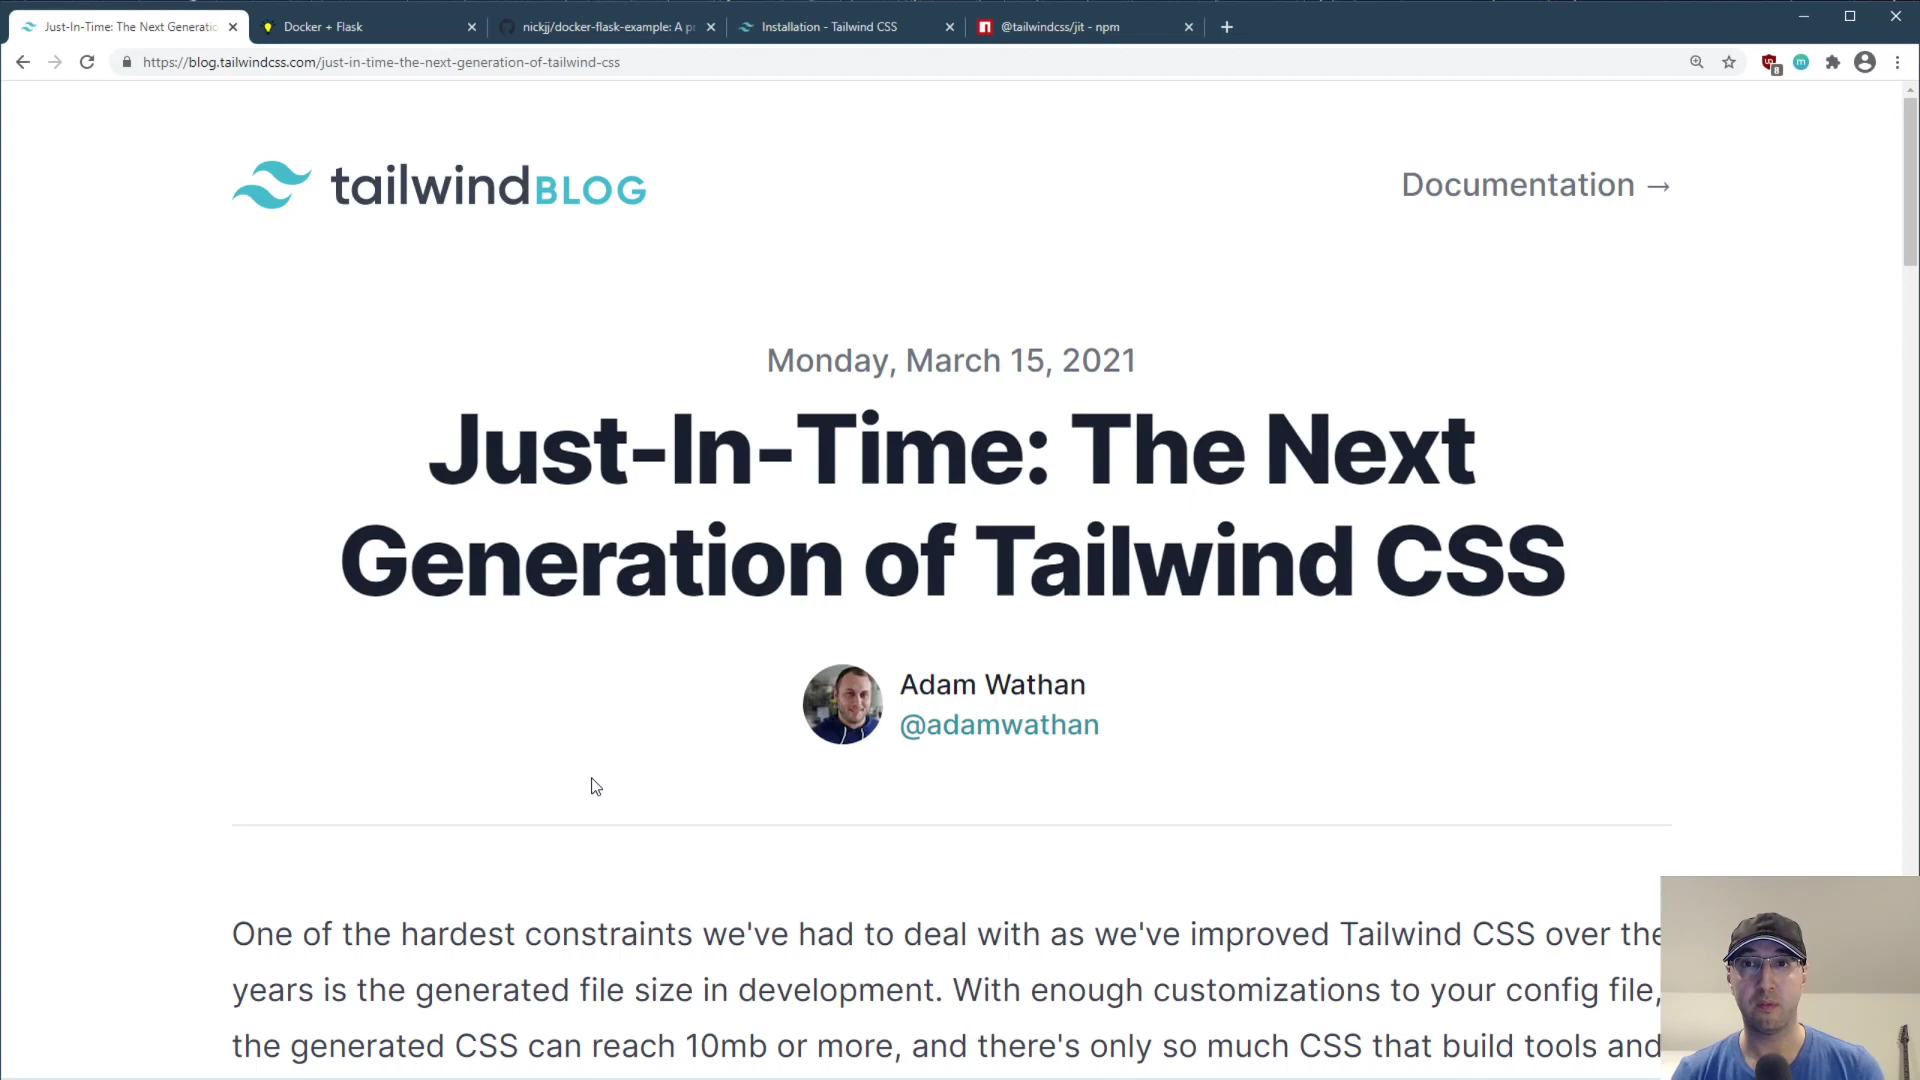 Just-In-Time: The Next Generatio
Docker + Flask
nickjj/docker-flask-example: A p
Installation - Tailwind CSS
@tailwindcss/jit - npm
https://blog.tailwindcss.com/just-in-time-the-next-generation-of-tailwind-css
8
m
tailwindBLOG
Documentation →
Monday, March 15, 2021
Just-In-Time: The Next
Generation of Tailwind CSS
Adam Wathan
@adamwathan
One of the hardest constraints we've had to deal with as we've improved Tailwind CSS over the
years is the generated file size in development. With enough customizations to your config file,
the generated CSS can reach 10mb or more, and there's only so much CSS that build tools and